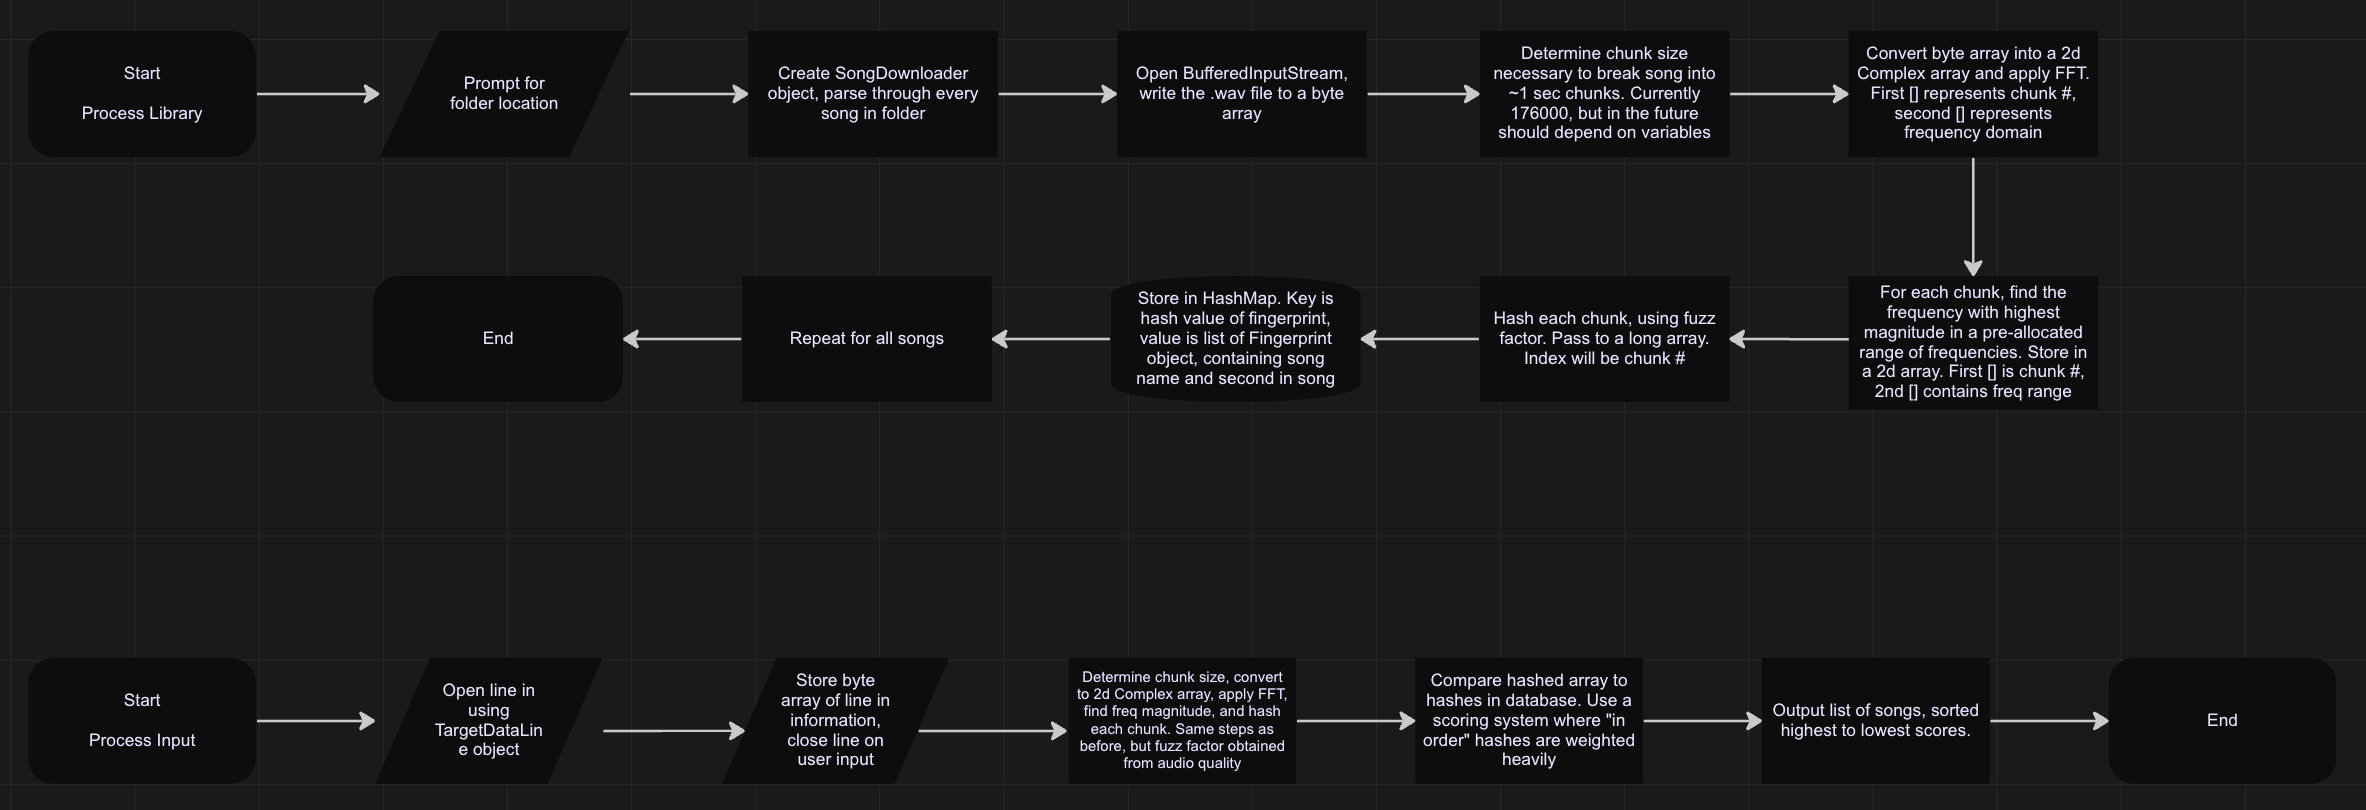 Start
Process Library
Prompt for
folder location
Create SongDownloader
object, parse through every
song in folder
Open BufferedInputStream,
write the .wav file to a byte
array
Determine chunk size
necessary to break song into
~1 sec chunks. Currently
176000, but in the future
should depend on variables
Convert byte array into a 2d
Complex array and apply FFT.
First [] represents chunk #,
second [] represents
frequency domain
For each chunk, find the
frequency with highest
magnitude in a pre-allocated
range of frequencies. Store in
a 2d array. First [] is chunk #,
2nd [] contains freq range
Hash each chunk, using fuzz
factor. Pass to a long array.
Index will be chunk #
Store in HashMap. Key is
hash value of fingerprint,
value is list of Fingerprint
object, containing song
name and second in song
Repeat for all songs
End
Start
Process Input
Open line in
using
TargetDataLin
e object
Store byte
array of line in
information,
close line on
user input
Determine chunk size, convert
to 2d Complex array, apply FFT,
find freq magnitude, and hash
each chunk. Same steps as
before, but fuzz factor obtained
from audio quality
Compare hashed array to
hashes in database. Use a
scoring system where "in
order" hashes are weighted
heavily
Output list of songs, sorted
highest to lowest scores.
End